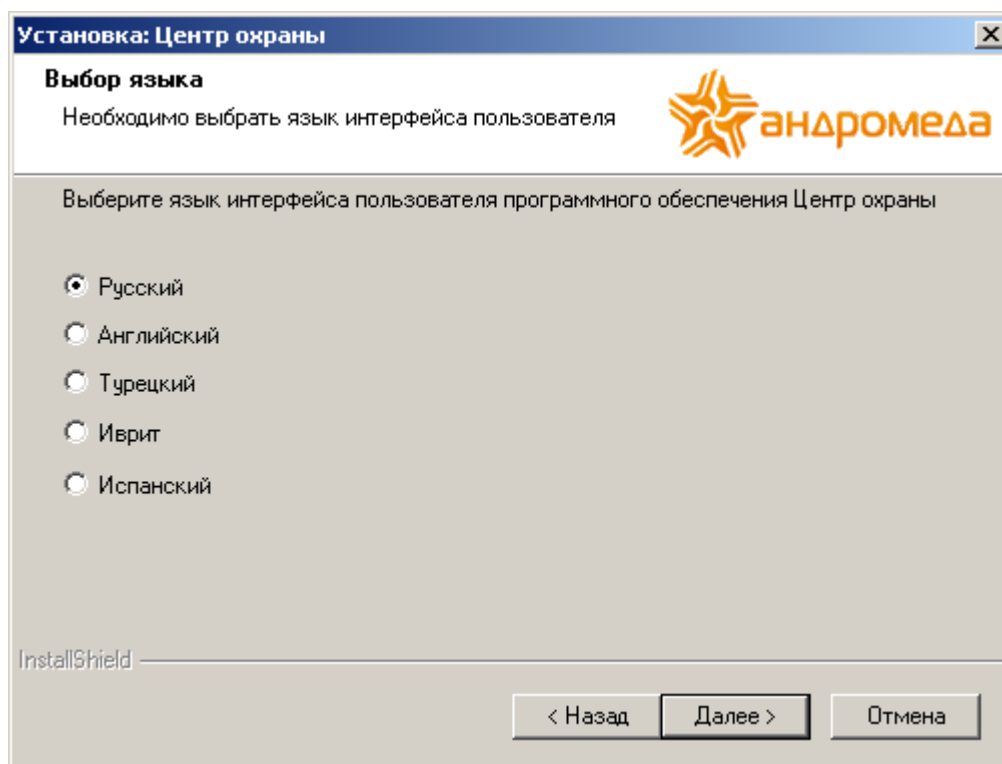 Установка: Центр охраны
Выбор языка
Необходимо выбрать язык интерфейса пользователя
андромеда
Выберите язык интерфейса пользователя программного обеспечения Центр охраны
Русский
Английский
Турецкий
Иврит
Испанский
InstallShield
< Назад
Далее >
Отмена